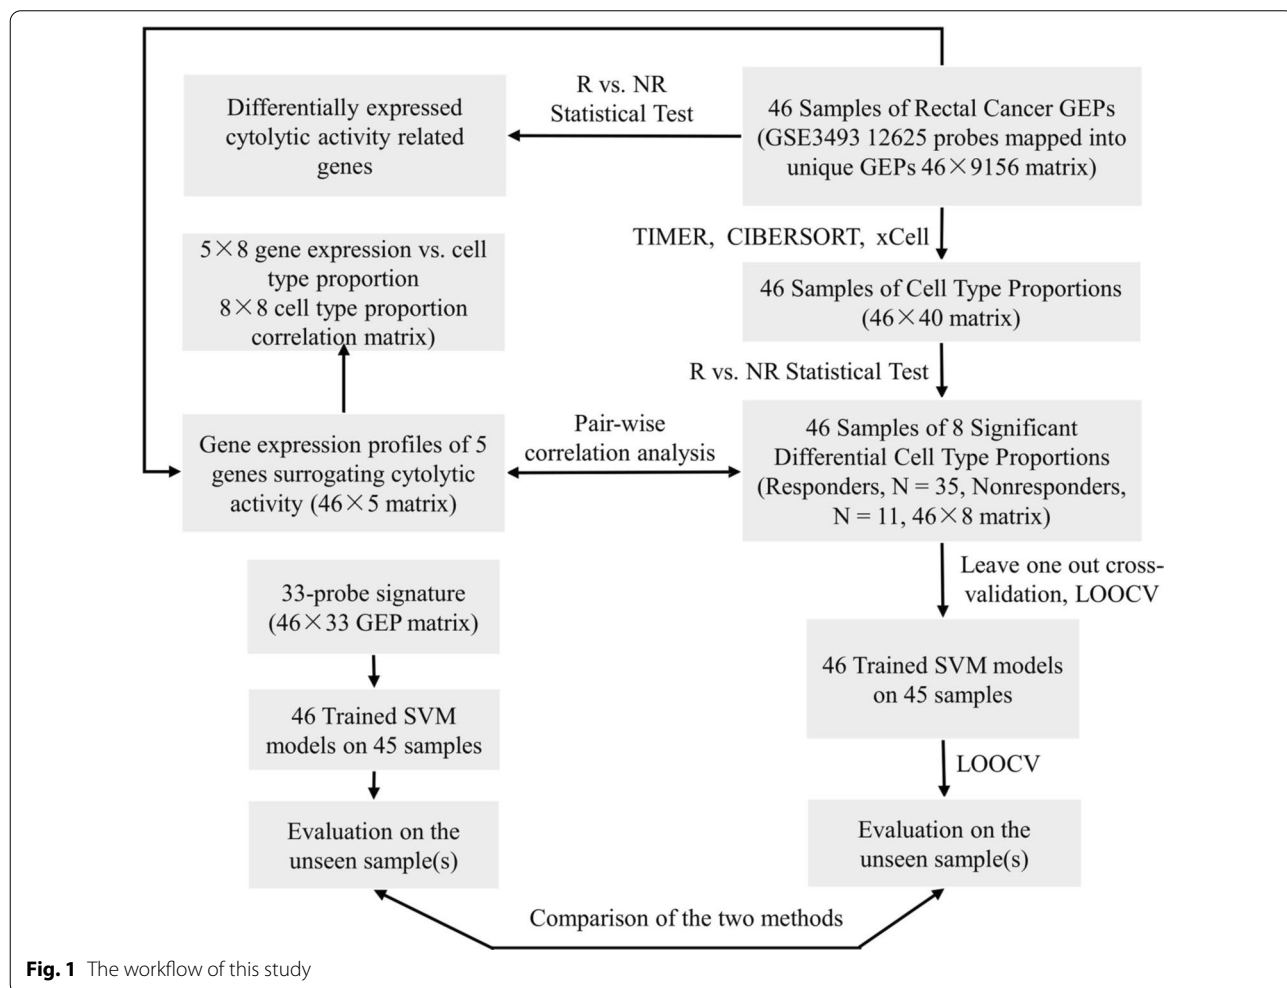 Differentially expressed
cytolytic activity related
genes
R vs. NR
Statistical Test
46 Samples of Rectal Cancer GEPs
(GSE3493 12625 probes mapped into
unique GEPs 46×9156 matrix)
TIMER, CIBERSORT, xCell
5×8 gene expression vs. cell
type proportion
8×8 cell type proportion
correlation matrix)
46 Samples of Cell Type Proportions
(46×40 matrix)
R vs. NR Statistical Test
Gene expression profiles of 5
genes surrogating cytolytic
activity (46×5 matrix)
Pair-wise
correlation analysis
46 Samples of 8 Significant
Differential Cell Type Proportions
(Responders, N = 35, Nonresponders,
N = 11, 46×8 matrix)
Leave one out cross-
validation, LOOCV
33-probe signature
(46×33 GEP matrix)
46 Trained SVM
models on 45 samples
46 Trained SVM models
on 45 samples
LOOCV
Evaluation on the
unseen sample(s)
Evaluation on the
unseen sample(s)
Comparison of the two methods
Fig. 1 The workflow of this study